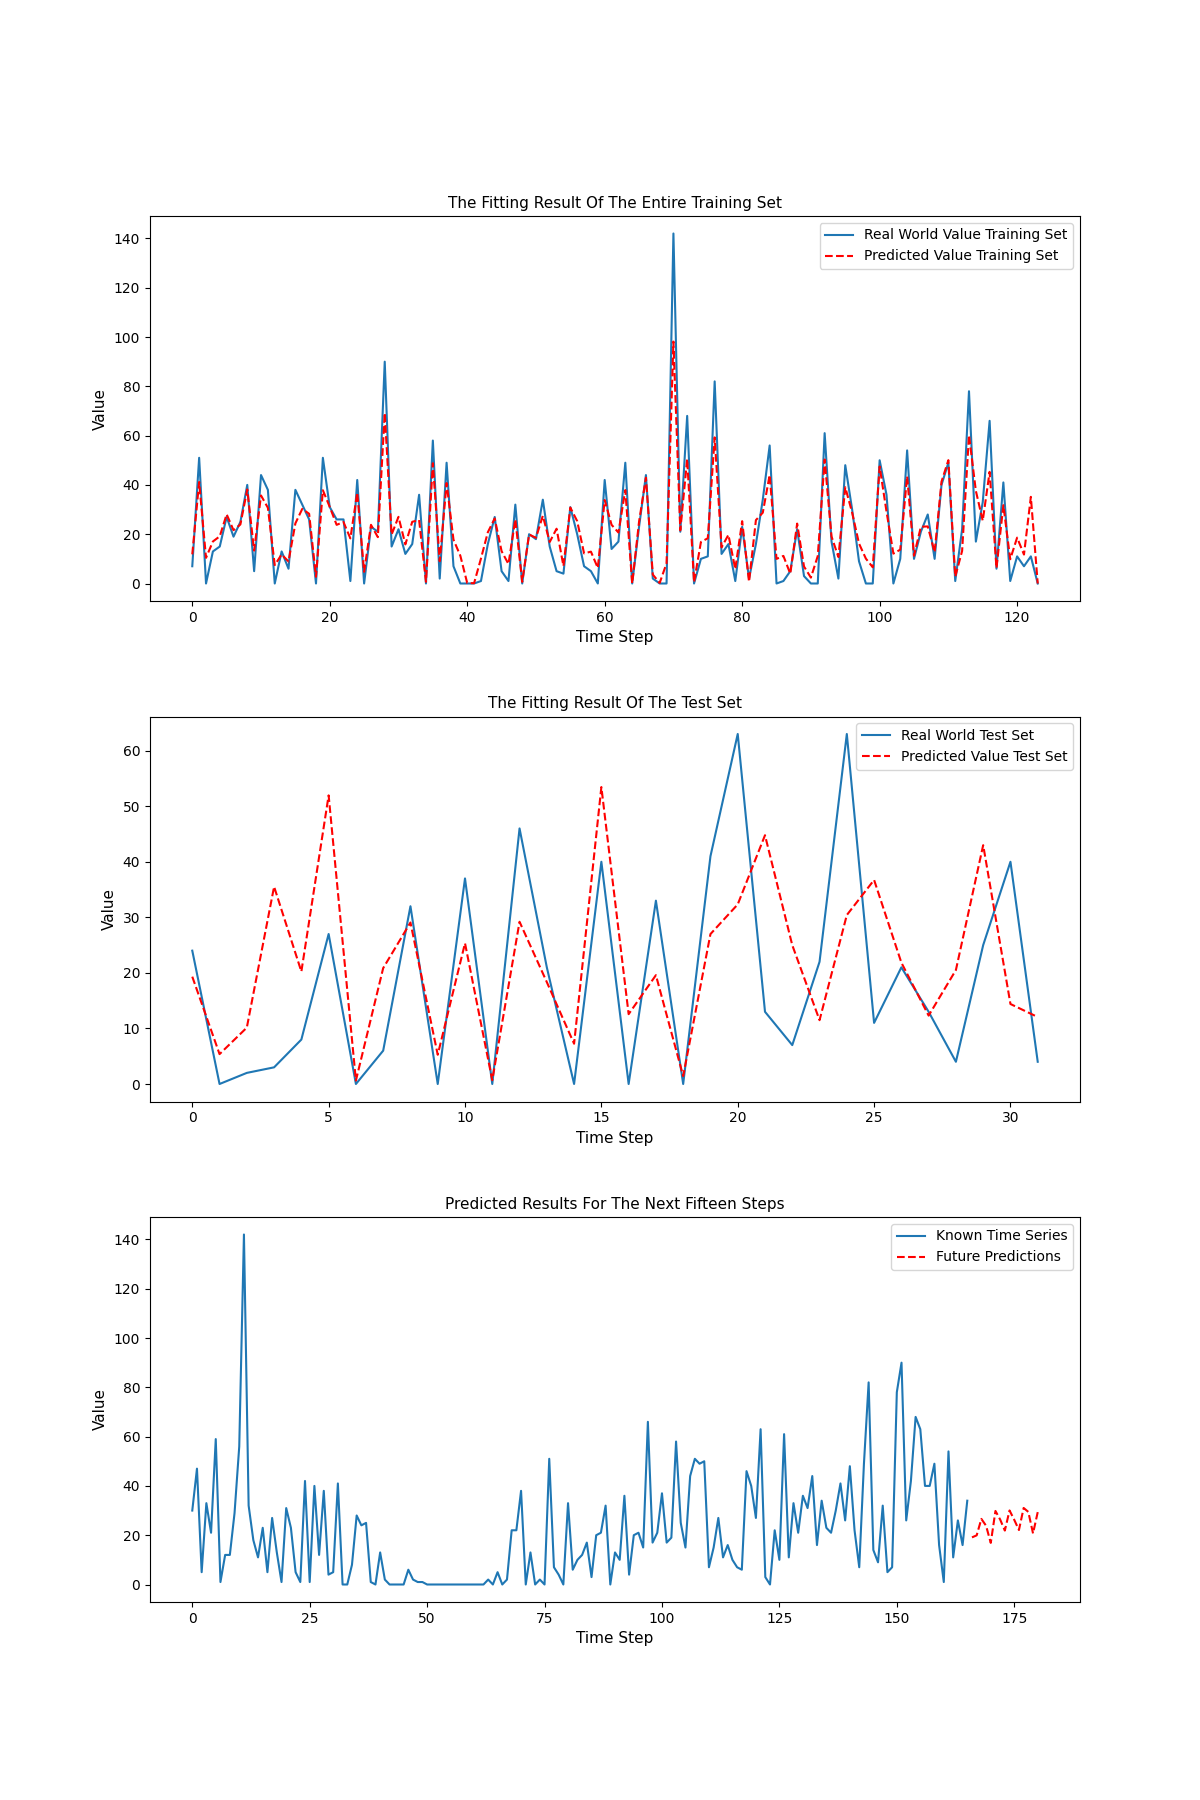 The Fitting Result Of The Entire Training Set
Real World Value Training Set
Predicted Value Training Set
Value
140
120
100
80
60
40
20
0
0 20 40 60 80 100 120
Time Step
The Fitting Result Of The Test Set
Real World Test Set
Predicted Value Test Set
Value
60
50
40
30
20
10
0
0 5 10 15 20 25 30
Time Step
Predicted Results For The Next Fifteen Steps
Known Time Series
Future Predictions
Value
140
120
100
80
60
40
20
0
0 25 50 75 100 125 150 175
Time Step